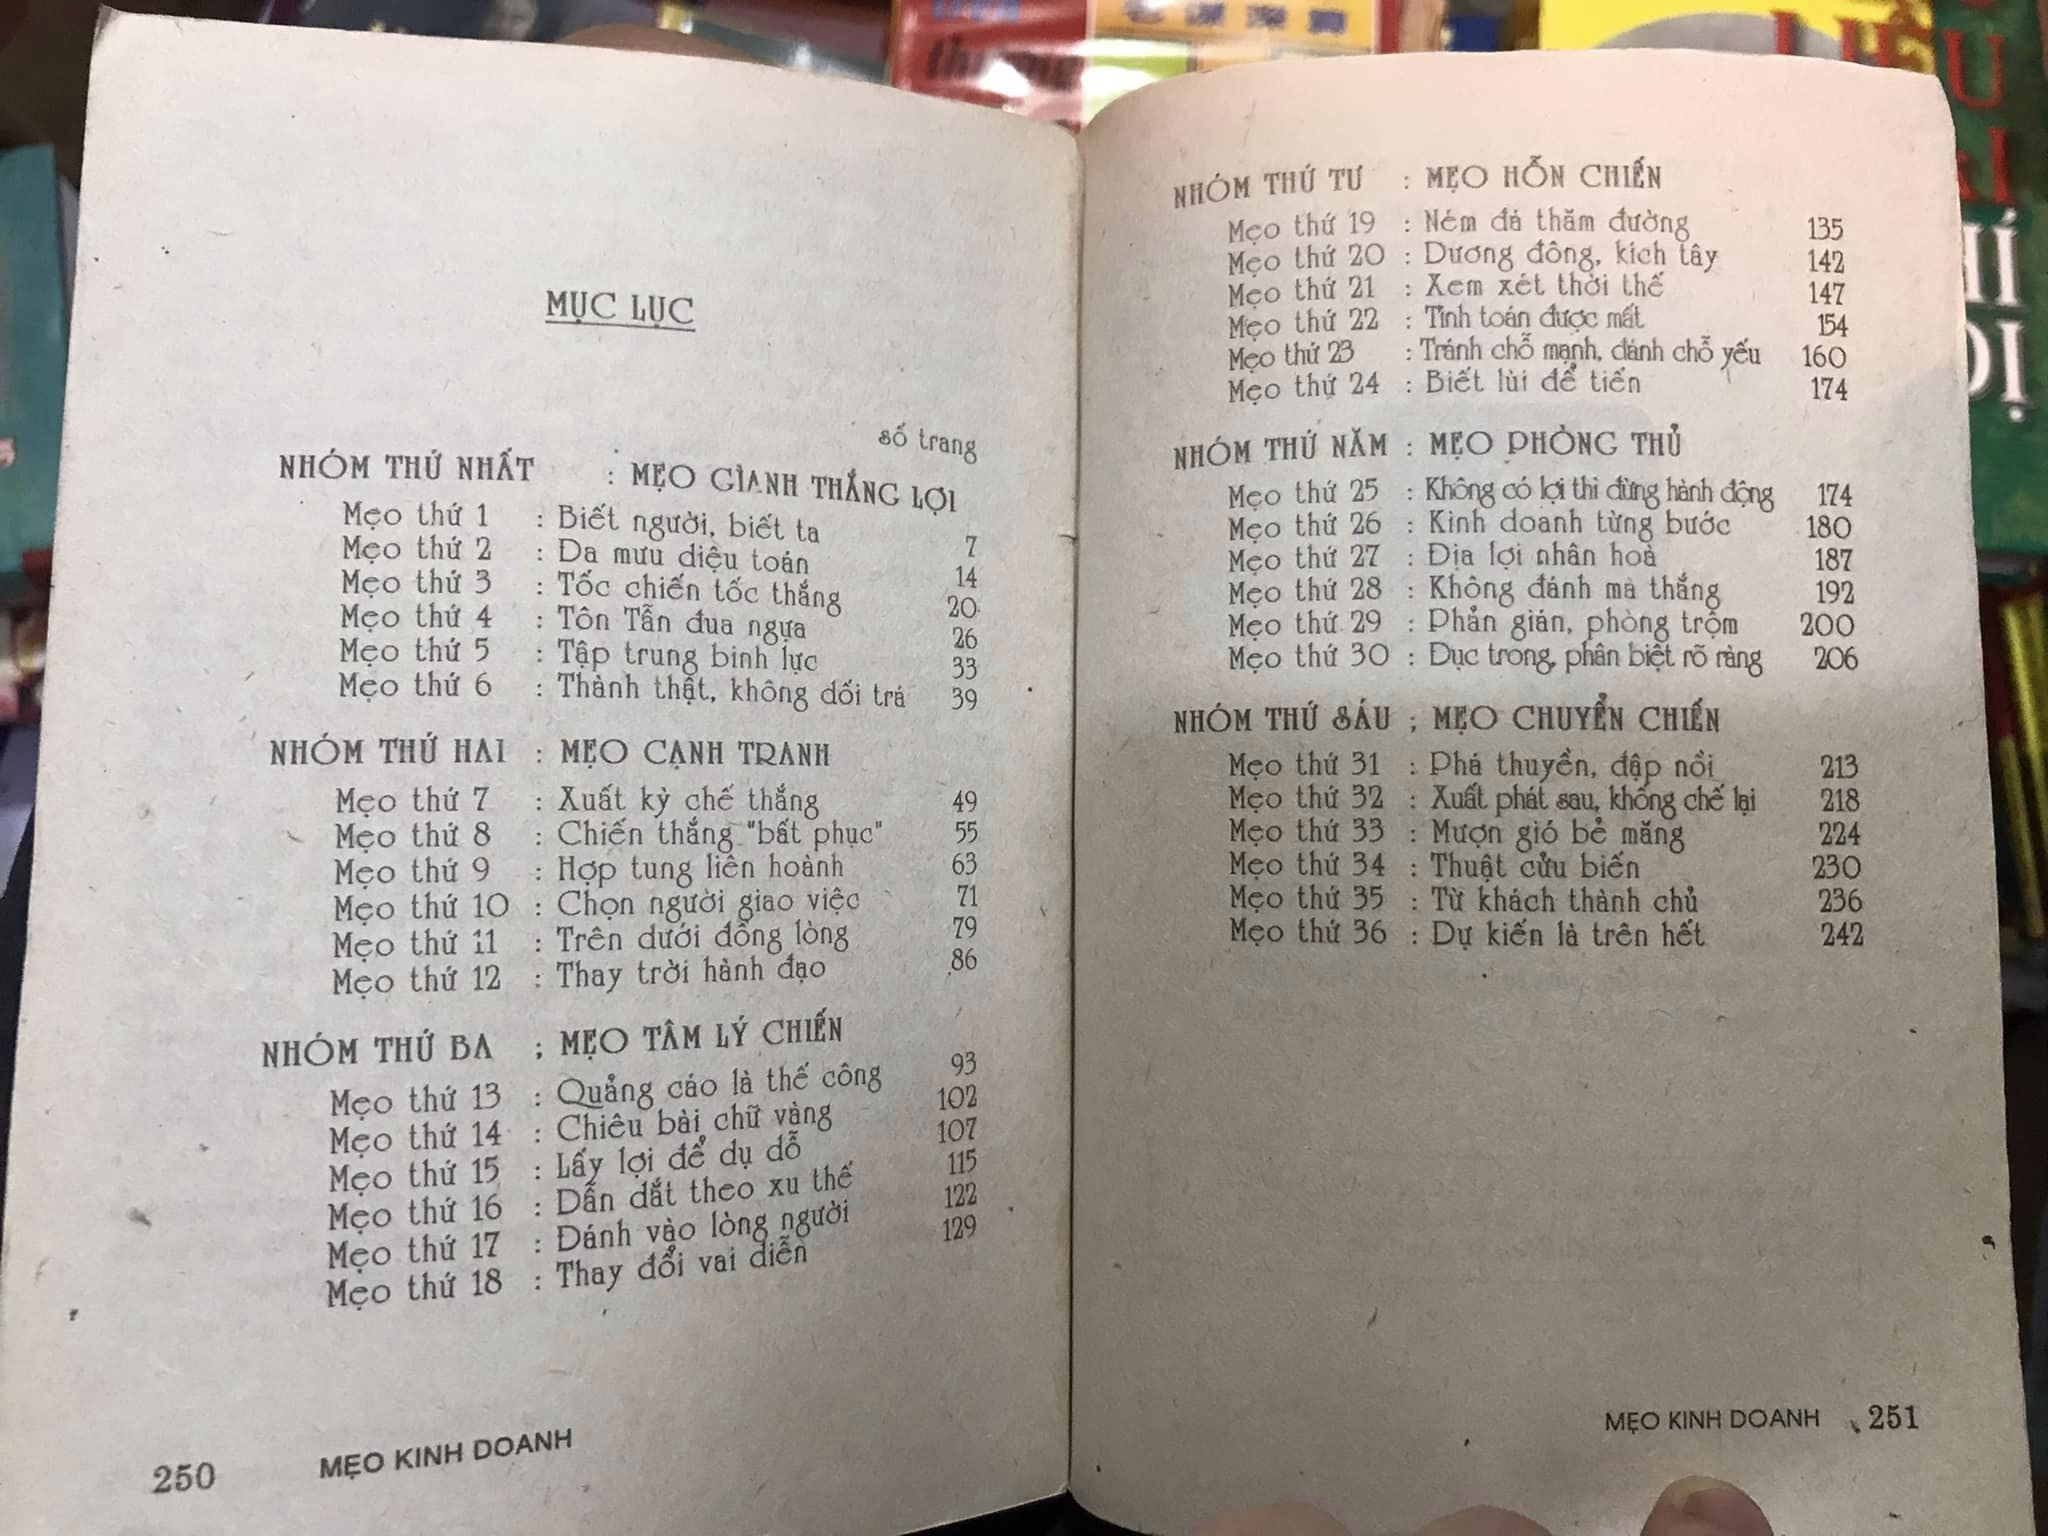 MỤC LỤC
số trang
NHÓM THỨ NHẤT : MẸO GÌANH THẮNG LỢI
Mẹo thứ 1 : Biết người, biết ta 7
Mẹo thứ 2 : Da mưu diệu toán 14
Mẹo thứ 3 : Tốc chiến tốc thắng 20
Mẹo thứ 4 : Tôn Tẫn đua ngựa 26
Mẹo thứ 5 : Tập trung binh lực 33
Mẹo thứ 6 : Thành thật, không dối trá 39
NHÓM THỨ HAI : MẸO CẠNH TRANH
Mẹo thứ 7 : Xuất kỳ chế thắng 49
Mẹo thứ 8 : Chiến thắng "bất phục" 55
Mẹo thứ 9 : Hợp tung liên hoành 63
Mẹo thứ 10 : Chọn người giao việc 71
Mẹo thứ 11 : Trên dưới đồng lòng 79
Mẹo thứ 12 : Thay trời hành đạo 86
NHÓM THỨ BA ; MẸO TÂM LÝ CHIẾN
Mẹo thứ 13 : Quảng cáo là thế công 93
Mẹo thứ 14 : Chiêu bài chữ vàng 102
Mẹo thứ 15 : Lấy lợi để dụ dỗ 107
Mẹo thứ 16 : Dẫn dắt theo xu thế 115
Mẹo thứ 17 : Đánh vào lòng người 122
Mẹo thứ 18 : Thay đổi vai diễn 129
250 MẸO KINH DOANH
NHÓM THỨ TƯ : MẸO HỖN CHIẾN
Mẹo thứ 19 : Ném đá thăm đường 135
Mẹo thứ 20 : Dương đông, kích tây 142
Mẹo thứ 21 : Xem xét thời thế 147
Mẹo thứ 22 : Tính toán được mất 154
Mẹo thứ 23 : Tránh chỗ mạnh, đánh chỗ yếu 160
Mẹo thứ 24 : Biết lùi để tiến 174
NHÓM THỨ NĂM : MẸO PHÒNG THỦ
Mẹo thứ 25 : Không có lợi thì đừng hành động 174
Mẹo thứ 26 : Kinh doanh từng bước 180
Mẹo thứ 27 : Địa lợi nhân hoà 187
Mẹo thứ 28 : Không đánh mà thắng 192
Mẹo thứ 29 : Phản gián, phòng trộm 200
Mẹo thứ 30 : Đục trong, phân biệt rõ ràng 206
NHÓM THỨ SÁU ; MẸO CHUYỂN CHIẾN
Mẹo thứ 31 : Phá thuyền, đập nồi 213
Mẹo thứ 32 : Xuất phát sau, khống chế lại 218
Mẹo thứ 33 : Mượn gió bẻ măng 224
Mẹo thứ 34 : Thuật cửu biến 230
Mẹo thứ 35 : Từ khách thành chủ 236
Mẹo thứ 36 : Dự kiến là trên hết 242
MẸO KINH DOANH 251